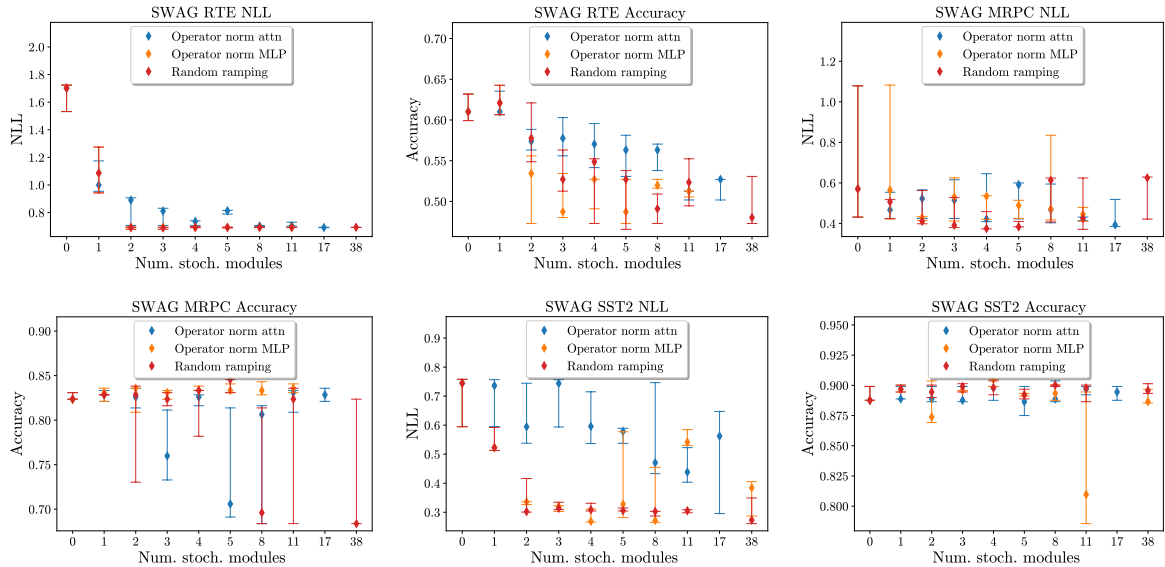 SWAG RTE NLL
Operator norm attn
Operator norm MLP
Random ramping
2.0
1.8
1.6
1.4
1.2
1.0
0.8
NLL
0 1 2 3 4 5 8 11 17 38
Num. stoch. modules
SWAG RTE Accuracy
Operator norm attn
Operator norm MLP
Random ramping
0.70
0.65
0.60
0.55
0.50
Accuracy
0 1 2 3 4 5 8 11 17 38
Num. stoch. modules
SWAG MRPC NLL
Operator norm attn
Operator norm MLP
Random ramping
1.2
1.0
0.8
0.6
0.4
NLL
0 1 2 3 4 5 8 11 17 38
Num. stoch. modules
SWAG MRPC Accuracy
Operator norm attn
Operator norm MLP
Random ramping
0.90
0.85
0.80
0.75
0.70
Accuracy
0 1 2 3 4 5 8 11 17 38
Num. stoch. modules
SWAG SST2 NLL
Operator norm attn
Operator norm MLP
Random ramping
0.9
0.8
0.7
0.6
0.5
0.4
0.3
NLL
0 1 2 3 4 5 8 11 17 38
Num. stoch. modules
SWAG SST2 Accuracy
Operator norm attn
Operator norm MLP
Random ramping
0.950
0.925
0.900
0.875
0.850
0.825
0.800
Accuracy
0 1 2 3 4 5 8 11 17 38
Num. stoch. modules